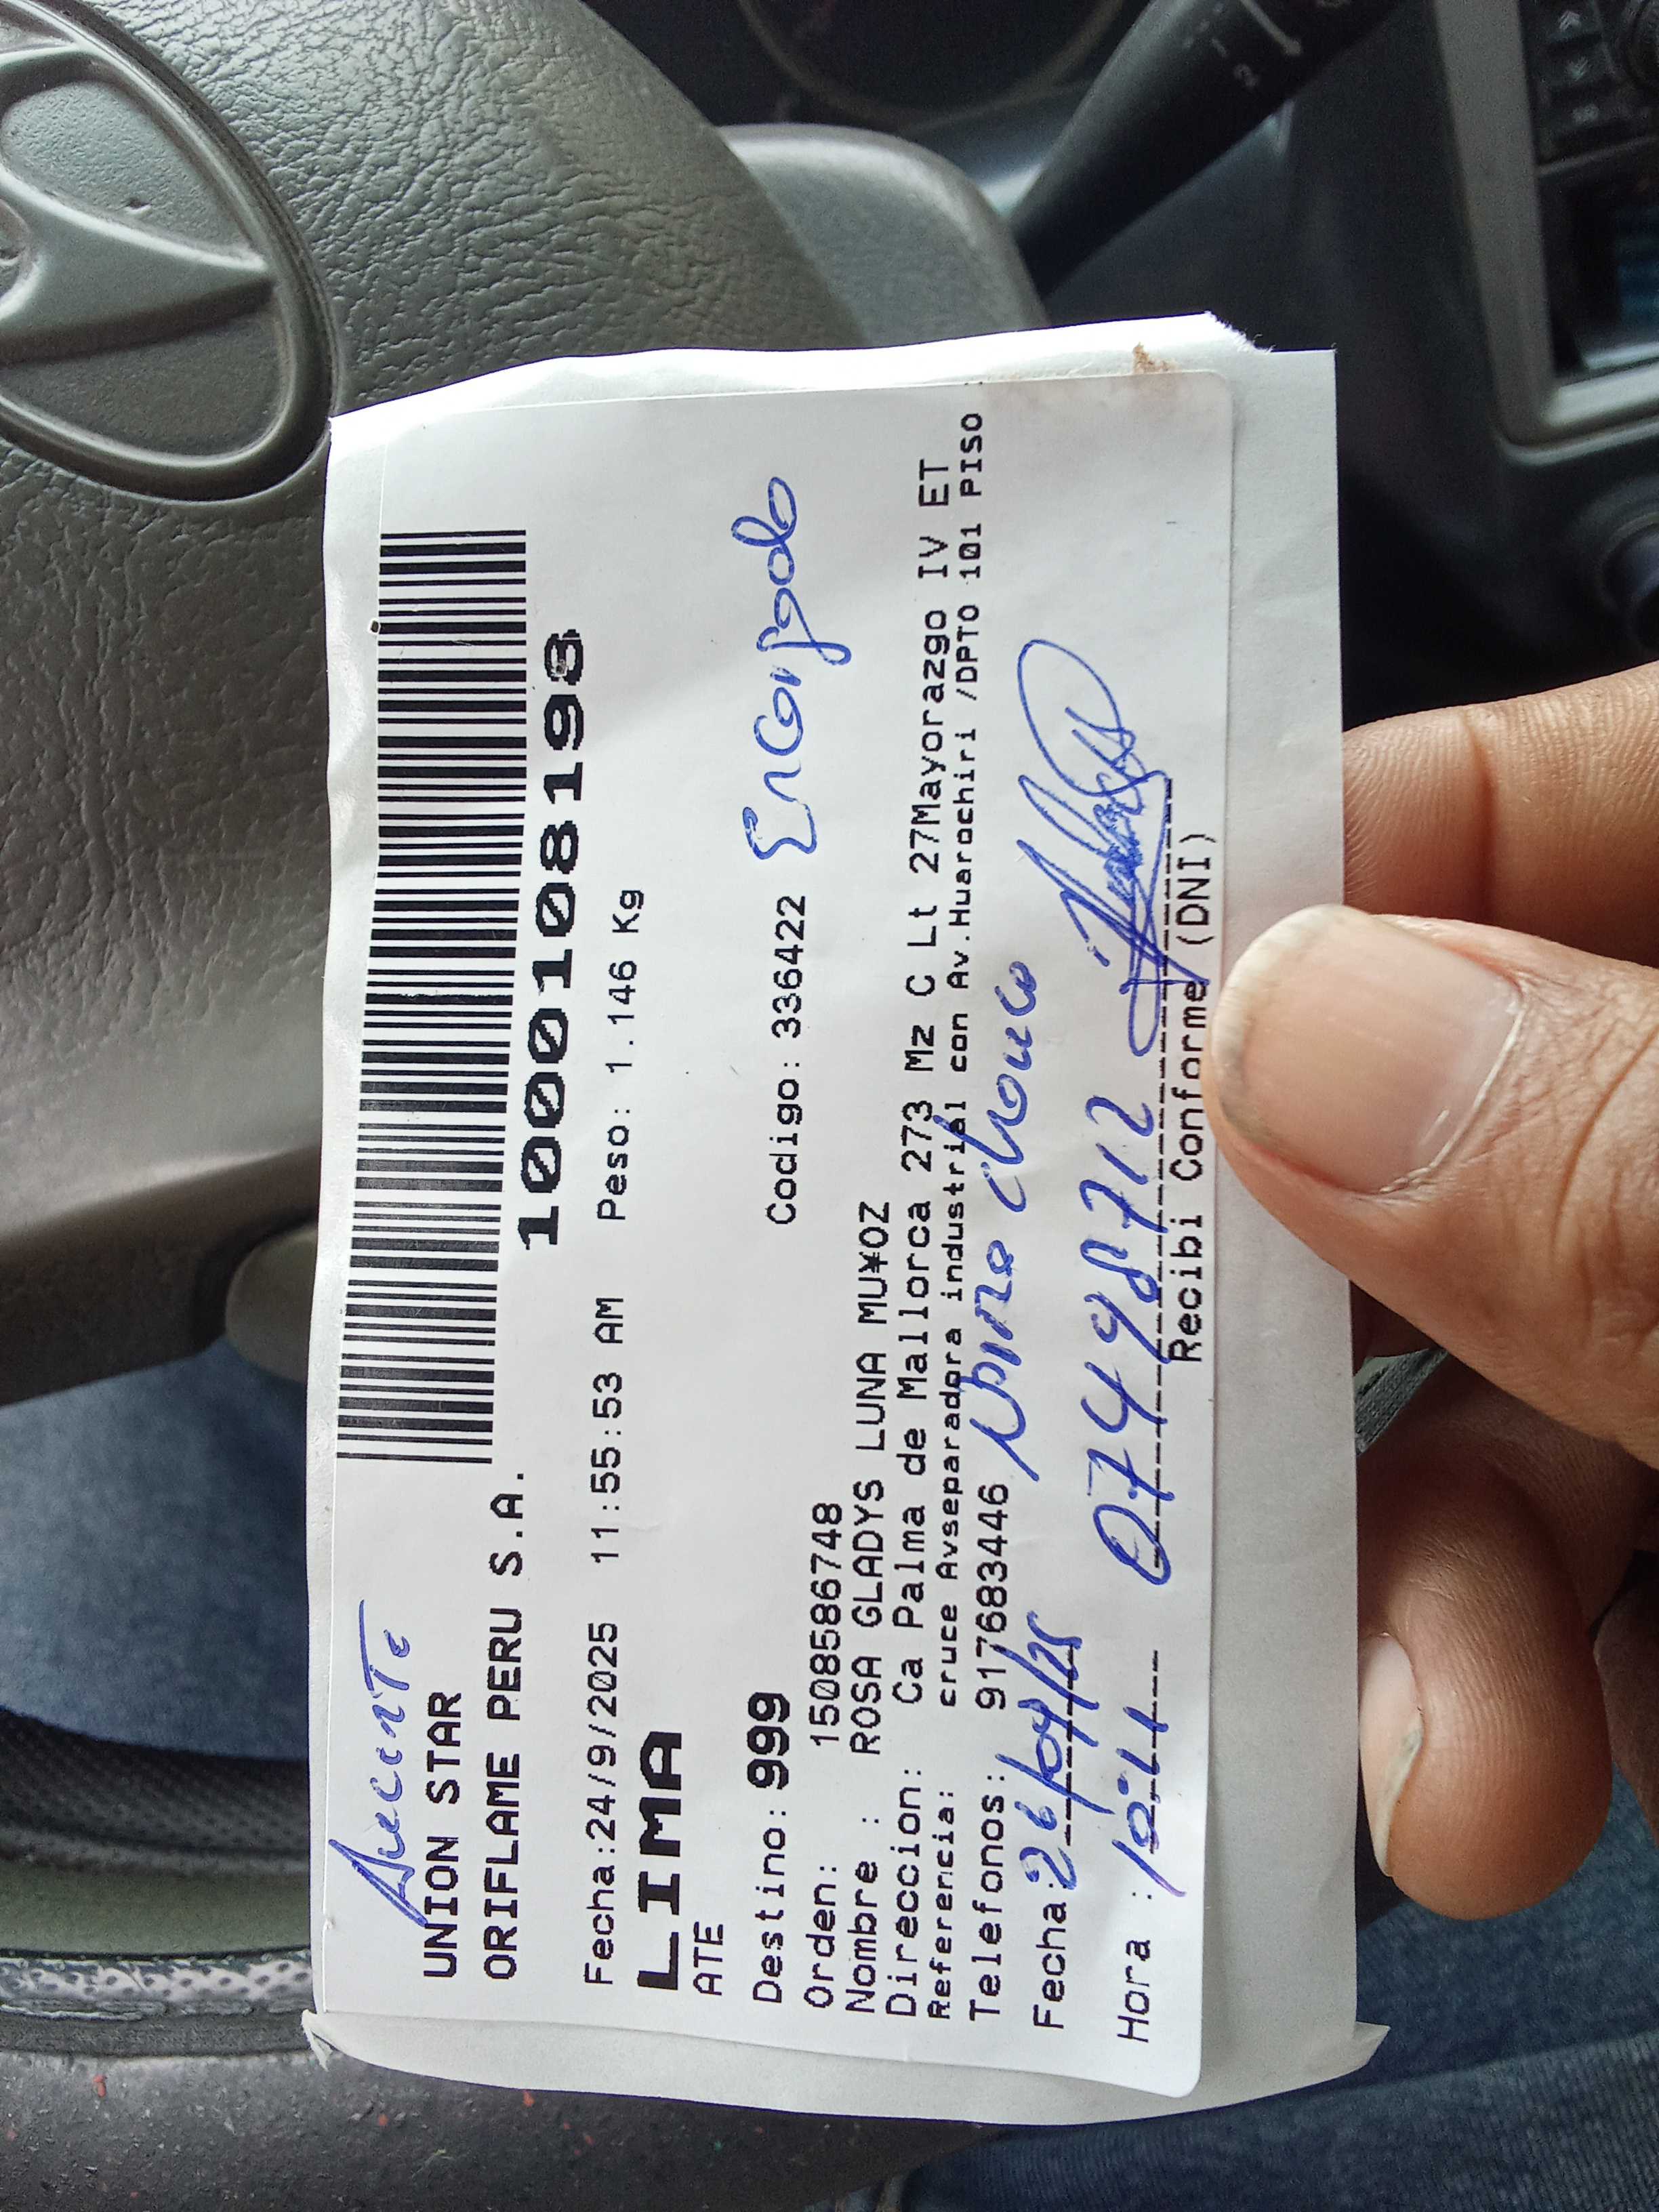 UNION STAR
ORIFLAME PERU S.A.
1000108198
Fecha:24/9/2025 11:55:53 AM Peso: 1.146 Kg
LIMA
ATE
Destino: 999 Codigo: 336422 Encargado
Orden: 1508586748
Nombre : ROSA GLADYS LUNA MU¥OZ
Direccion: Ca Palma de Mallorca 273 Mz C Lt 27Mayorazgo IV ET
Referencia: cruce Avseparadora industrial con Av.Huarochiri /DPTO 101 PISO
Telefonos: 917683446
Fecha: 26/09/25
Hora : 10:44 07498712
Recibi Conforme (DNI)
2